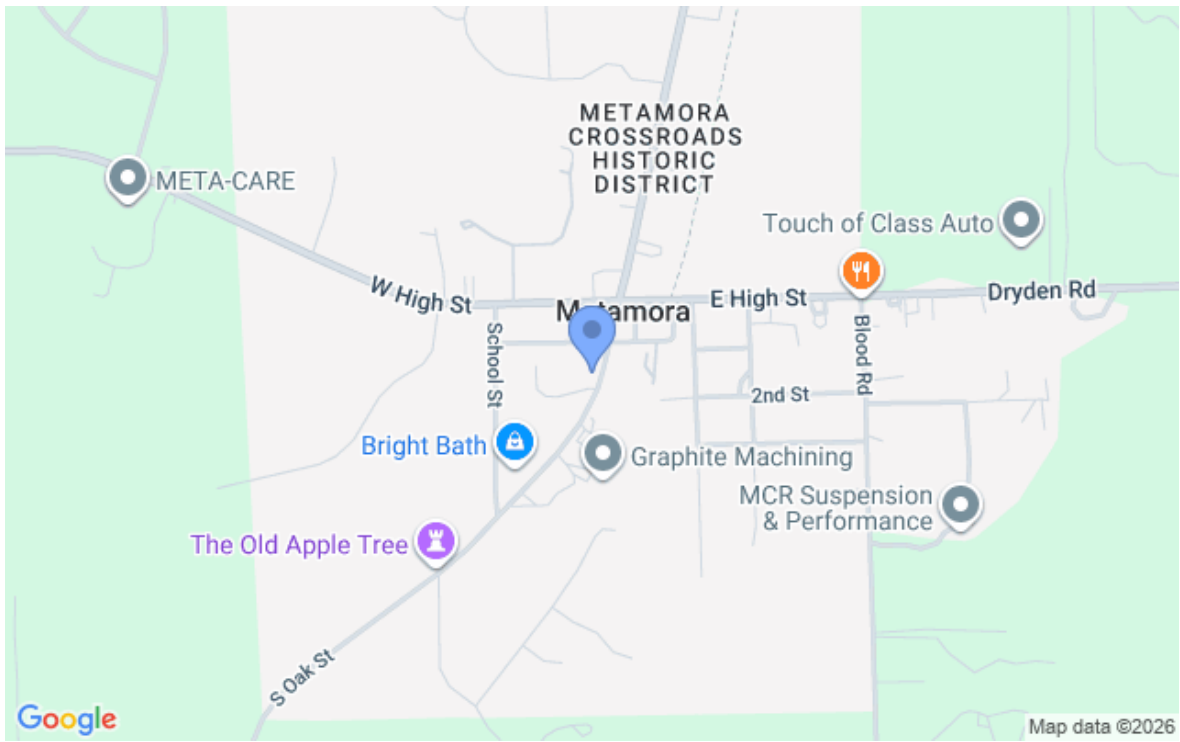 METAMORA
CROSSROADS
HISTORIC
DISTRICT
META-CARE
Touch of Class Auto
W High St
Metamora
E High St
Dryden Rd
School St
Blood Rd
2nd St
Bright Bath
Graphite Machining
MCR Suspension
& Performance
The Old Apple Tree
S Oak St
Google
Map data ©2026